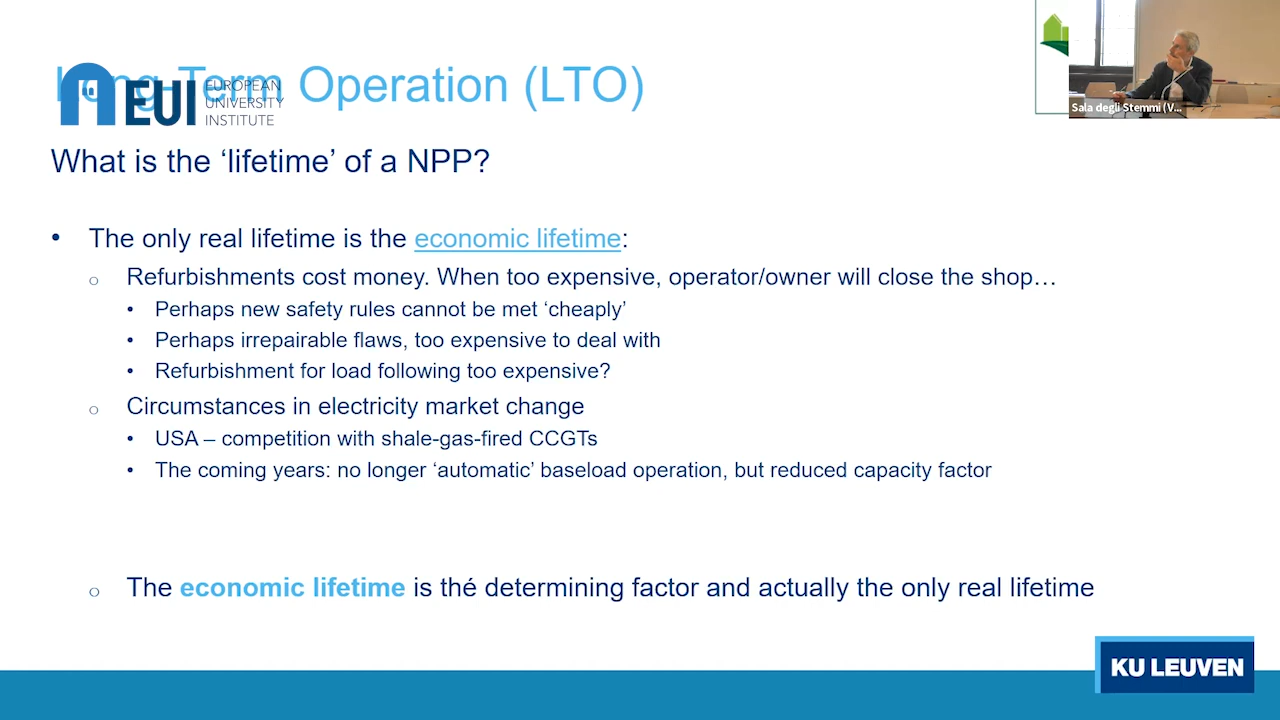 Long-Term Operation (LTO)
EUI
EUROPEAN
UNIVERSITY
INSTITUTE
Sala degli Stemmi (V...
What is the ‘lifetime’ of a NPP?
• The only real lifetime is the economic lifetime:
o Refurbishments cost money. When too expensive, operator/owner will close the shop…
• Perhaps new safety rules cannot be met ‘cheaply’
• Perhaps irrepairable flaws, too expensive to deal with
• Refurbishment for load following too expensive?
o Circumstances in electricity market change
• USA – competition with shale-gas-fired CCGTs
• The coming years: no longer ‘automatic’ baseload operation, but reduced capacity factor
o The economic lifetime is thé determining factor and actually the only real lifetime
KU LEUVEN